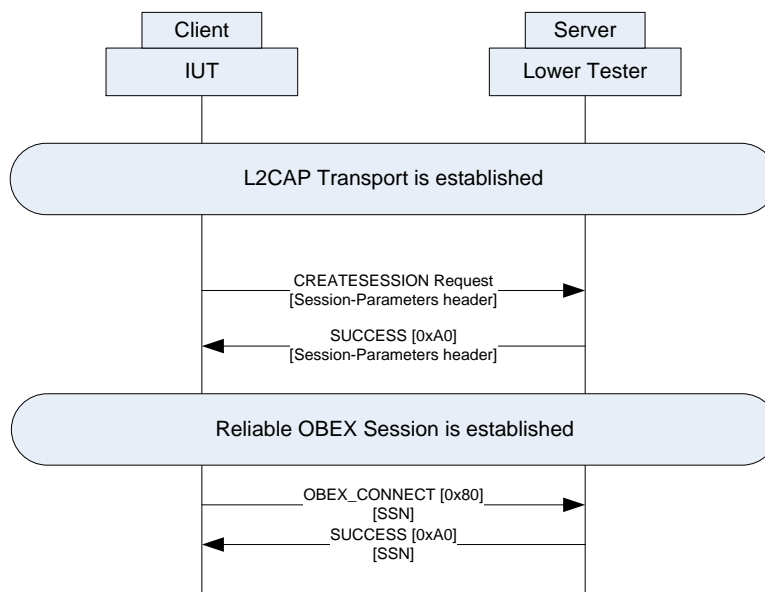 Client
Server
IUT
Lower Tester
L2CAP Transport is established
CREATESESSION Request
[Session-Parameters header]
SUCCESS [0xA0]
[Session-Parameters header]
Reliable OBEX Session is established
OBEX_CONNECT [0x80]
[SSN]
SUCCESS [0xA0]
[SSN]